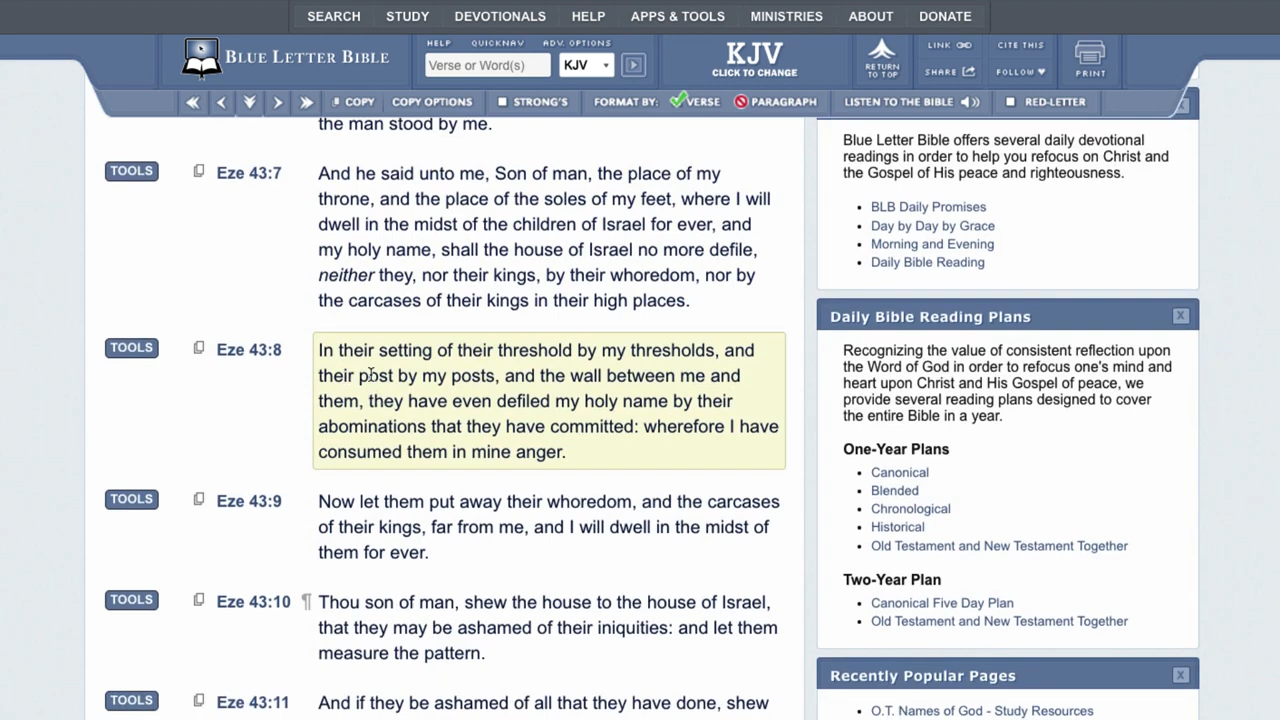 SEARCH STUDY DEVOTIONALS HELP APPS & TOOLS MINISTRIES ABOUT DONATE
BLUE LETTER BIBLE
HELP QUICKNAV ADV. OPTIONS
Verse or Word(s) KJV
KJV
CLICK TO CHANGE
RETURN
TO TOP
LINK CITE THIS
SHARE FOLLOW
PRINT
COPY COPY OPTIONS STRONG'S FORMAT BY: VERSE PARAGRAPH LISTEN TO THE BIBLE RED-LETTER
the man stood by me.
TOOLS Eze 43:7 And he said unto me, Son of man, the place of my
throne, and the place of the soles of my feet, where I will
dwell in the midst of the children of Israel for ever, and
my holy name, shall the house of Israel no more defile,
neither they, nor their kings, by their whoredom, nor by
the carcases of their kings in their high places.
TOOLS Eze 43:8 In their setting of their threshold by my thresholds, and
their post by my posts, and the wall between me and
them, they have even defiled my holy name by their
abominations that they have committed: wherefore I have
consumed them in mine anger.
TOOLS Eze 43:9 Now let them put away their whoredom, and the carcases
of their kings, far from me, and I will dwell in the midst of
them for ever.
TOOLS Eze 43:10 ¶ Thou son of man, shew the house to the house of Israel,
that they may be ashamed of their iniquities: and let them
measure the pattern.
TOOLS Eze 43:11 And if they be ashamed of all that they have done, shew
Blue Letter Bible offers several daily devotional
readings in order to help you refocus on Christ and
the Gospel of His peace and righteousness.
• BLB Daily Promises
• Day by Day by Grace
• Morning and Evening
• Daily Bible Reading
Daily Bible Reading Plans X
Recognizing the value of consistent reflection upon
the Word of God in order to refocus one's mind and
heart upon Christ and His Gospel of peace, we
provide several reading plans designed to cover
the entire Bible in a year.
One-Year Plans
• Canonical
• Blended
• Chronological
• Historical
• Old Testament and New Testament Together
Two-Year Plan
• Canonical Five Day Plan
• Old Testament and New Testament Together
Recently Popular Pages X
• O.T. Names of God - Study Resources